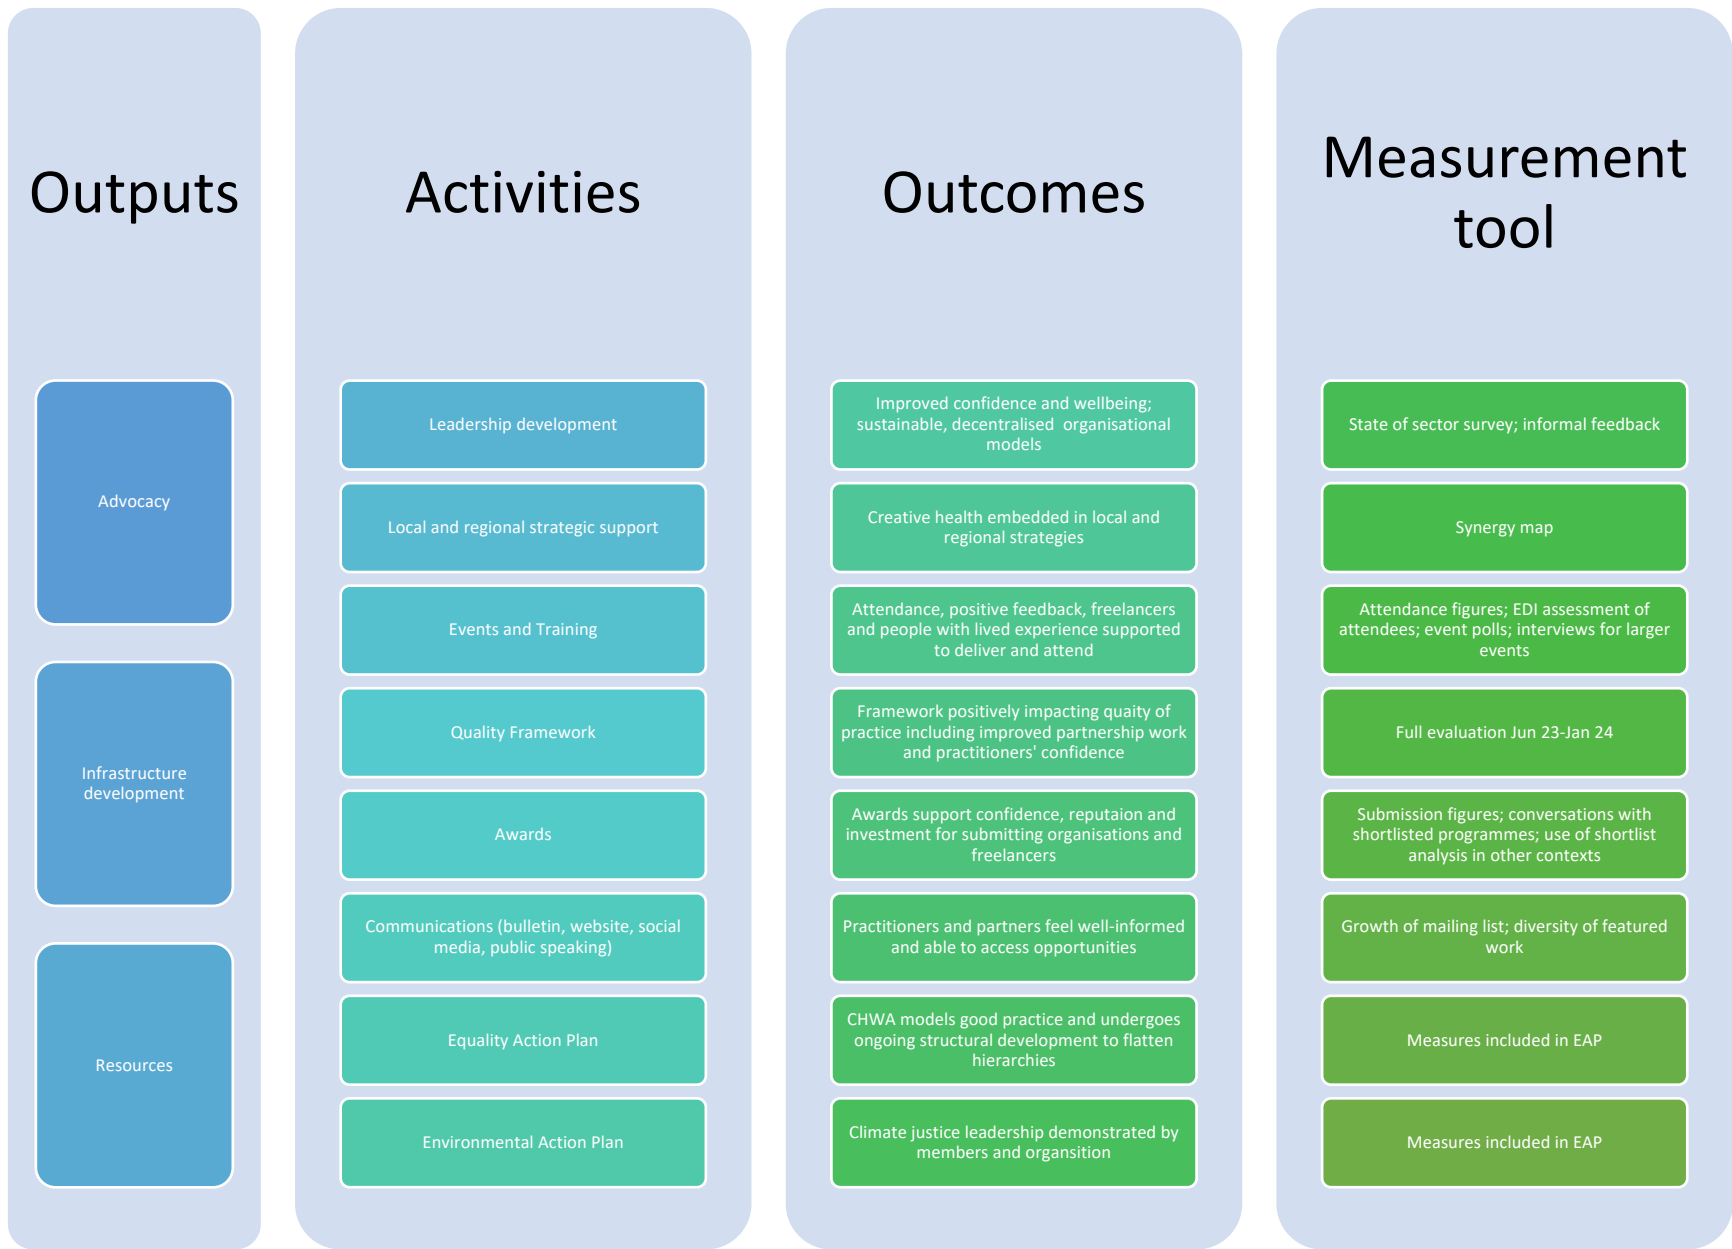 Outputs
Advocacy
Infrastructure
development
Resources
Activities
Leadership development
Local and regional strategic support
Events and Training
Quality Framework
Awards
Communications (bulletin, website, social
media, public speaking)
Equality Action Plan
Environmental Action Plan
Outcomes
Improved confidence and wellbeing;
sustainable, decentralised organisational
models
Creative health embedded in local and
regional strategies
Attendance, positive feedback, freelancers
and people with lived experience supported
to deliver and attend
Framework positively impacting quaity of
practice including improved partnership work
and practitioners' confidence
Awards support confidence, reputaion and
investment for submitting organisations and
freelancers
Practitioners and partners feel well-informed
and able to access opportunities
CHWA models good practice and undergoes
ongoing structural development to flatten
hierarchies
Climate justice leadership demonstrated by
members and organsition
Measurement
tool
State of sector survey; informal feedback
Synergy map
Attendance figures; EDI assessment of
attendees; event polls; interviews for larger
events
Full evaluation Jun 23-Jan 24
Submission figures; conversations with
shortlisted programmes; use of shortlist
analysis in other contexts
Growth of mailing list; diversity of featured
work
Measures included in EAP
Measures included in EAP